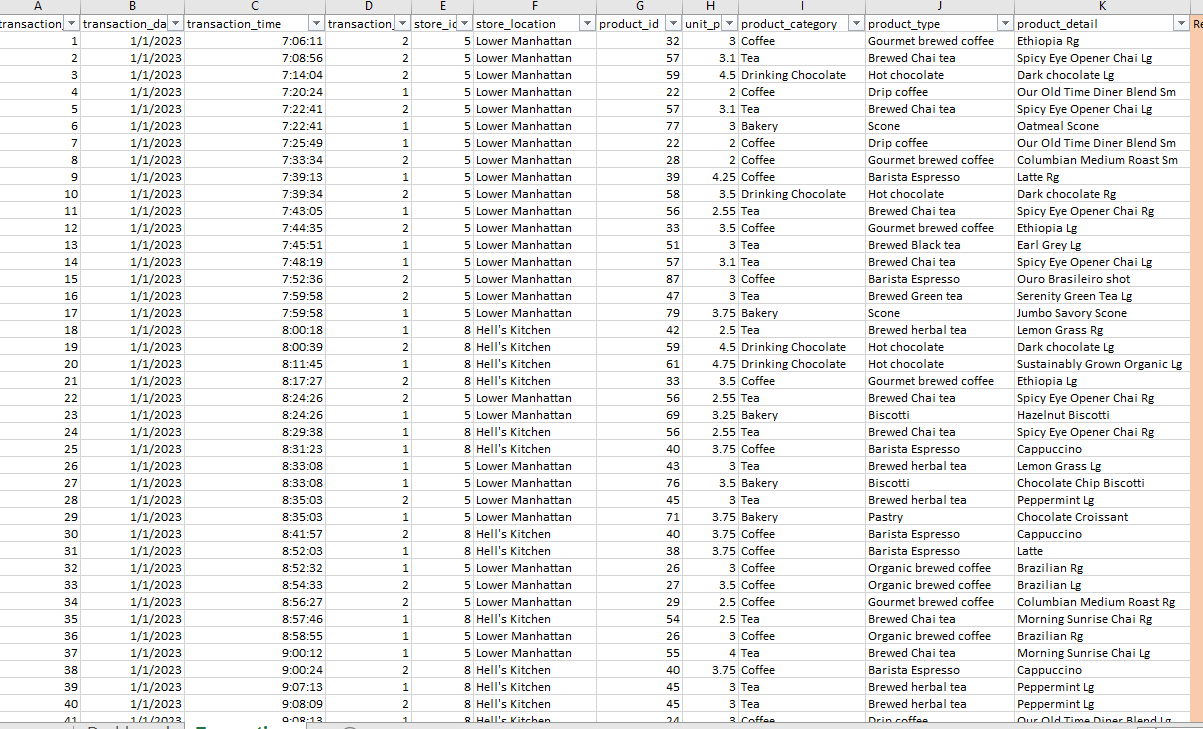 A B C D E F G H I J K
transaction_ transaction_da transaction_time transaction_ store_id store_location product_id unit_p product_category product_type product_detail Re
1 1/1/2023 7:06:11 2 5 Lower Manhattan 32 3 Coffee Gourmet brewed coffee Ethiopia Rg
2 1/1/2023 7:08:56 2 5 Lower Manhattan 57 3.1 Tea Brewed Chai tea Spicy Eye Opener Chai Lg
3 1/1/2023 7:14:04 2 5 Lower Manhattan 59 4.5 Drinking Chocolate Hot chocolate Dark chocolate Lg
4 1/1/2023 7:20:24 1 5 Lower Manhattan 22 2 Coffee Drip coffee Our Old Time Diner Blend Sm
5 1/1/2023 7:22:41 2 5 Lower Manhattan 57 3.1 Tea Brewed Chai tea Spicy Eye Opener Chai Lg
6 1/1/2023 7:22:41 1 5 Lower Manhattan 77 3 Bakery Scone Oatmeal Scone
7 1/1/2023 7:25:49 1 5 Lower Manhattan 22 2 Coffee Drip coffee Our Old Time Diner Blend Sm
8 1/1/2023 7:33:34 2 5 Lower Manhattan 28 2 Coffee Gourmet brewed coffee Columbian Medium Roast Sm
9 1/1/2023 7:39:13 1 5 Lower Manhattan 39 4.25 Coffee Barista Espresso Latte Rg
10 1/1/2023 7:39:34 2 5 Lower Manhattan 58 3.5 Drinking Chocolate Hot chocolate Dark chocolate Rg
11 1/1/2023 7:43:05 1 5 Lower Manhattan 56 2.55 Tea Brewed Chai tea Spicy Eye Opener Chai Rg
12 1/1/2023 7:44:35 2 5 Lower Manhattan 33 3.5 Coffee Gourmet brewed coffee Ethiopia Lg
13 1/1/2023 7:45:51 1 5 Lower Manhattan 51 3 Tea Brewed Black tea Earl Grey Lg
14 1/1/2023 7:48:19 1 5 Lower Manhattan 57 3.1 Tea Brewed Chai tea Spicy Eye Opener Chai Lg
15 1/1/2023 7:52:36 2 5 Lower Manhattan 87 3 Coffee Barista Espresso Ouro Brasileiro shot
16 1/1/2023 7:59:58 2 5 Lower Manhattan 47 3 Tea Brewed Green tea Serenity Green Tea Lg
17 1/1/2023 7:59:58 1 5 Lower Manhattan 79 3.75 Bakery Scone Jumbo Savory Scone
18 1/1/2023 8:00:18 1 8 Hell's Kitchen 42 2.5 Tea Brewed herbal tea Lemon Grass Rg
19 1/1/2023 8:00:39 2 8 Hell's Kitchen 59 4.5 Drinking Chocolate Hot chocolate Dark chocolate Lg
20 1/1/2023 8:11:45 1 8 Hell's Kitchen 61 4.75 Drinking Chocolate Hot chocolate Sustainably Grown Organic Lg
21 1/1/2023 8:17:27 2 8 Hell's Kitchen 33 3.5 Coffee Gourmet brewed coffee Ethiopia Lg
22 1/1/2023 8:24:26 2 8 Hell's Kitchen 56 2.55 Tea Brewed Chai tea Spicy Eye Opener Chai Rg
23 1/1/2023 8:24:26 1 8 Hell's Kitchen 69 3.25 Bakery Biscotti Hazelnut Biscotti
24 1/1/2023 8:29:38 1 8 Hell's Kitchen 56 2.55 Tea Brewed Chai tea Spicy Eye Opener Chai Rg
25 1/1/2023 8:31:23 1 8 Hell's Kitchen 40 3.75 Coffee Barista Espresso Cappuccino
26 1/1/2023 8:33:08 1 5 Lower Manhattan 43 3 Tea Brewed herbal tea Lemon Grass Lg
27 1/1/2023 8:33:08 1 5 Lower Manhattan 76 3.5 Bakery Biscotti Chocolate Chip Biscotti
28 1/1/2023 8:35:03 2 5 Lower Manhattan 45 3 Tea Brewed herbal tea Peppermint Lg
29 1/1/2023 8:35:03 1 5 Lower Manhattan 71 3.75 Bakery Pastry Chocolate Croissant
30 1/1/2023 8:41:57 2 8 Hell's Kitchen 40 3.75 Coffee Barista Espresso Cappuccino
31 1/1/2023 8:52:03 1 8 Hell's Kitchen 38 3.75 Coffee Barista Espresso Latte
32 1/1/2023 8:52:32 1 5 Lower Manhattan 26 3 Coffee Organic brewed coffee Brazilian Rg
33 1/1/2023 8:54:33 2 5 Lower Manhattan 27 3.5 Coffee Organic brewed coffee Brazilian Lg
34 1/1/2023 8:56:27 2 5 Lower Manhattan 29 2.5 Coffee Gourmet brewed coffee Columbian Medium Roast Rg
35 1/1/2023 8:57:46 1 8 Hell's Kitchen 54 2.5 Tea Brewed Chai tea Morning Sunrise Chai Rg
36 1/1/2023 8:58:55 1 5 Lower Manhattan 26 3 Coffee Organic brewed coffee Brazilian Rg
37 1/1/2023 9:00:12 1 5 Lower Manhattan 55 4 Tea Brewed Chai tea Morning Sunrise Chai Lg
38 1/1/2023 9:00:24 2 8 Hell's Kitchen 40 3.75 Coffee Barista Espresso Cappuccino
39 1/1/2023 9:07:13 1 8 Hell's Kitchen 45 3 Tea Brewed herbal tea Peppermint Lg
40 1/1/2023 9:08:09 2 8 Hell's Kitchen 45 3 Tea Brewed herbal tea Peppermint Lg
41 1/1/2023 9:08:13 1 8 Hell's Kitchen 24 3 Coffee Drip coffee Our Old Time Diner Blend Lg